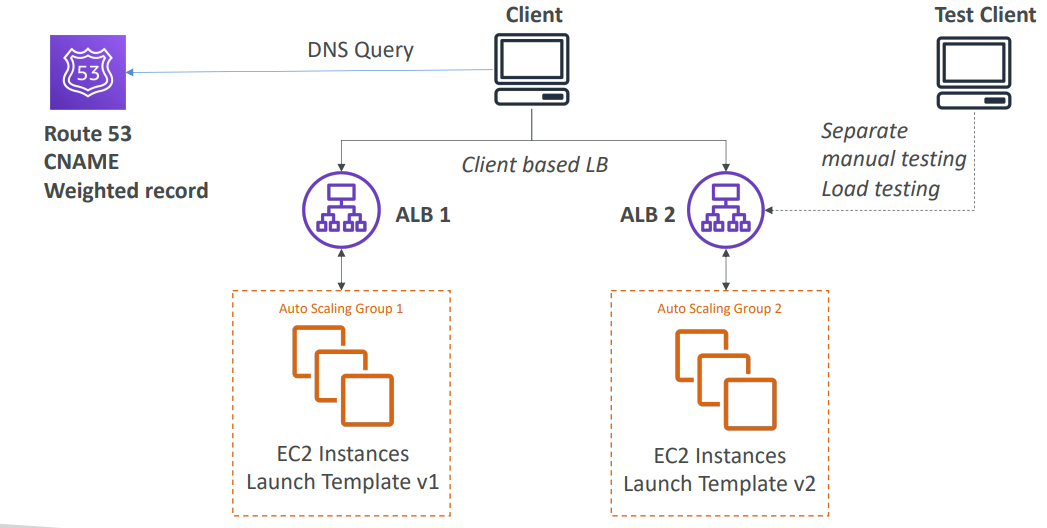 Client
Test Client
DNS Query
53
Route 53
CNAME
Weighted record
Separate
manual testing
Load testing
Client based LB
ALB 1
ALB 2
Auto Scaling Group 1
EC2 Instances
Launch Template v1
Auto Scaling Group 2
EC2 Instances
Launch Template v2